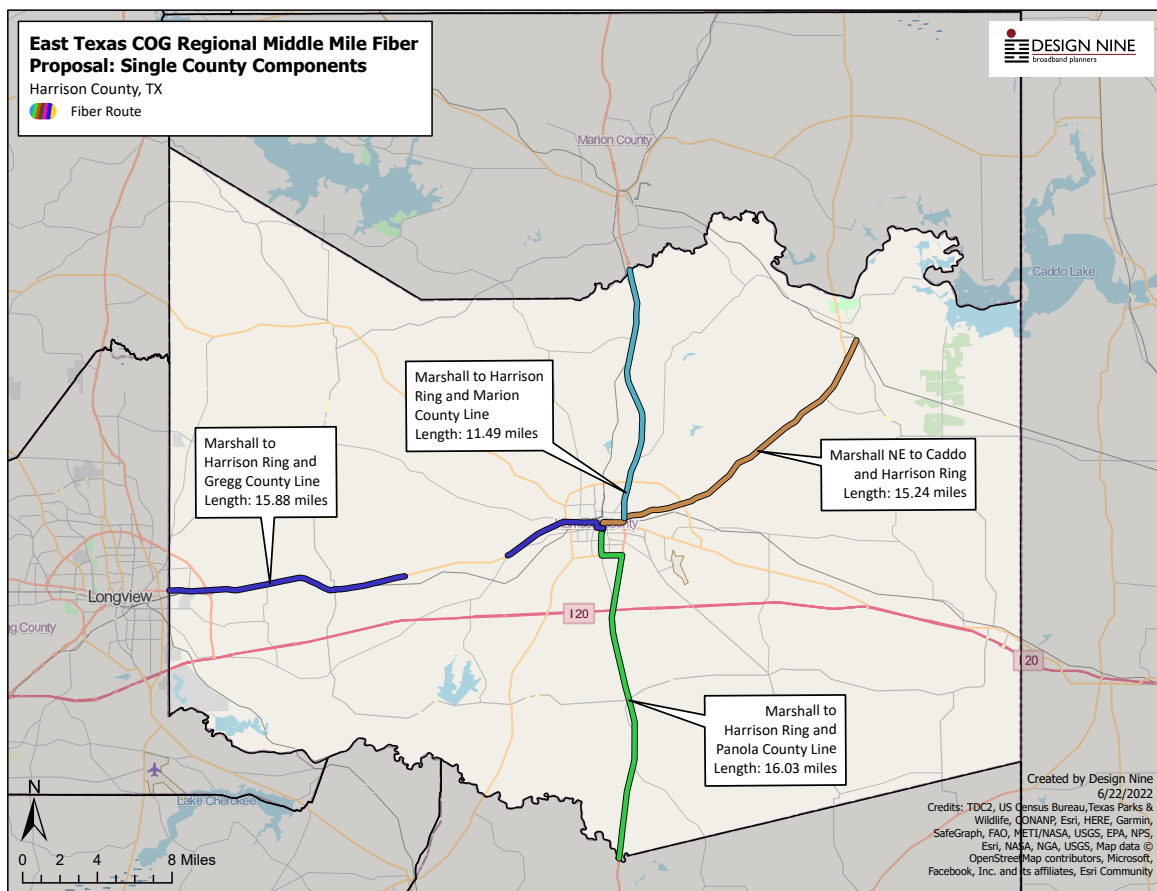 East Texas COG Regional Middle Mile Fiber
Proposal: Single County Components
Harrison County, TX
Fiber Route
DESIGN NINE
broadband planners
Marion County
Caddo Lake
Marshall to Harrison
Ring and Marion
County Line
Length: 11.49 miles
Marshall to
Harrison Ring and
Gregg County Line
Length: 15.88 miles
Marshall NE to Caddo
and Harrison Ring
Length: 15.24 miles
Longview
I 20
I 20
Marshall to
Harrison Ring and
Panola County Line
Length: 16.03 miles
Lake Cherokee
N
0 2 4 8 Miles
Created by Design Nine
6/22/2022
Credits: TDC2, US Census Bureau,Texas Parks &
Wildlife, CONANP, Esri, HERE, Garmin,
SafeGraph, FAO, METI/NASA, USGS, EPA, NPS,
Esri, NASA, NGA, USGS, Map data ©
OpenStreetMap contributors, Microsoft,
Facebook, Inc. and its affiliates, Esri Community